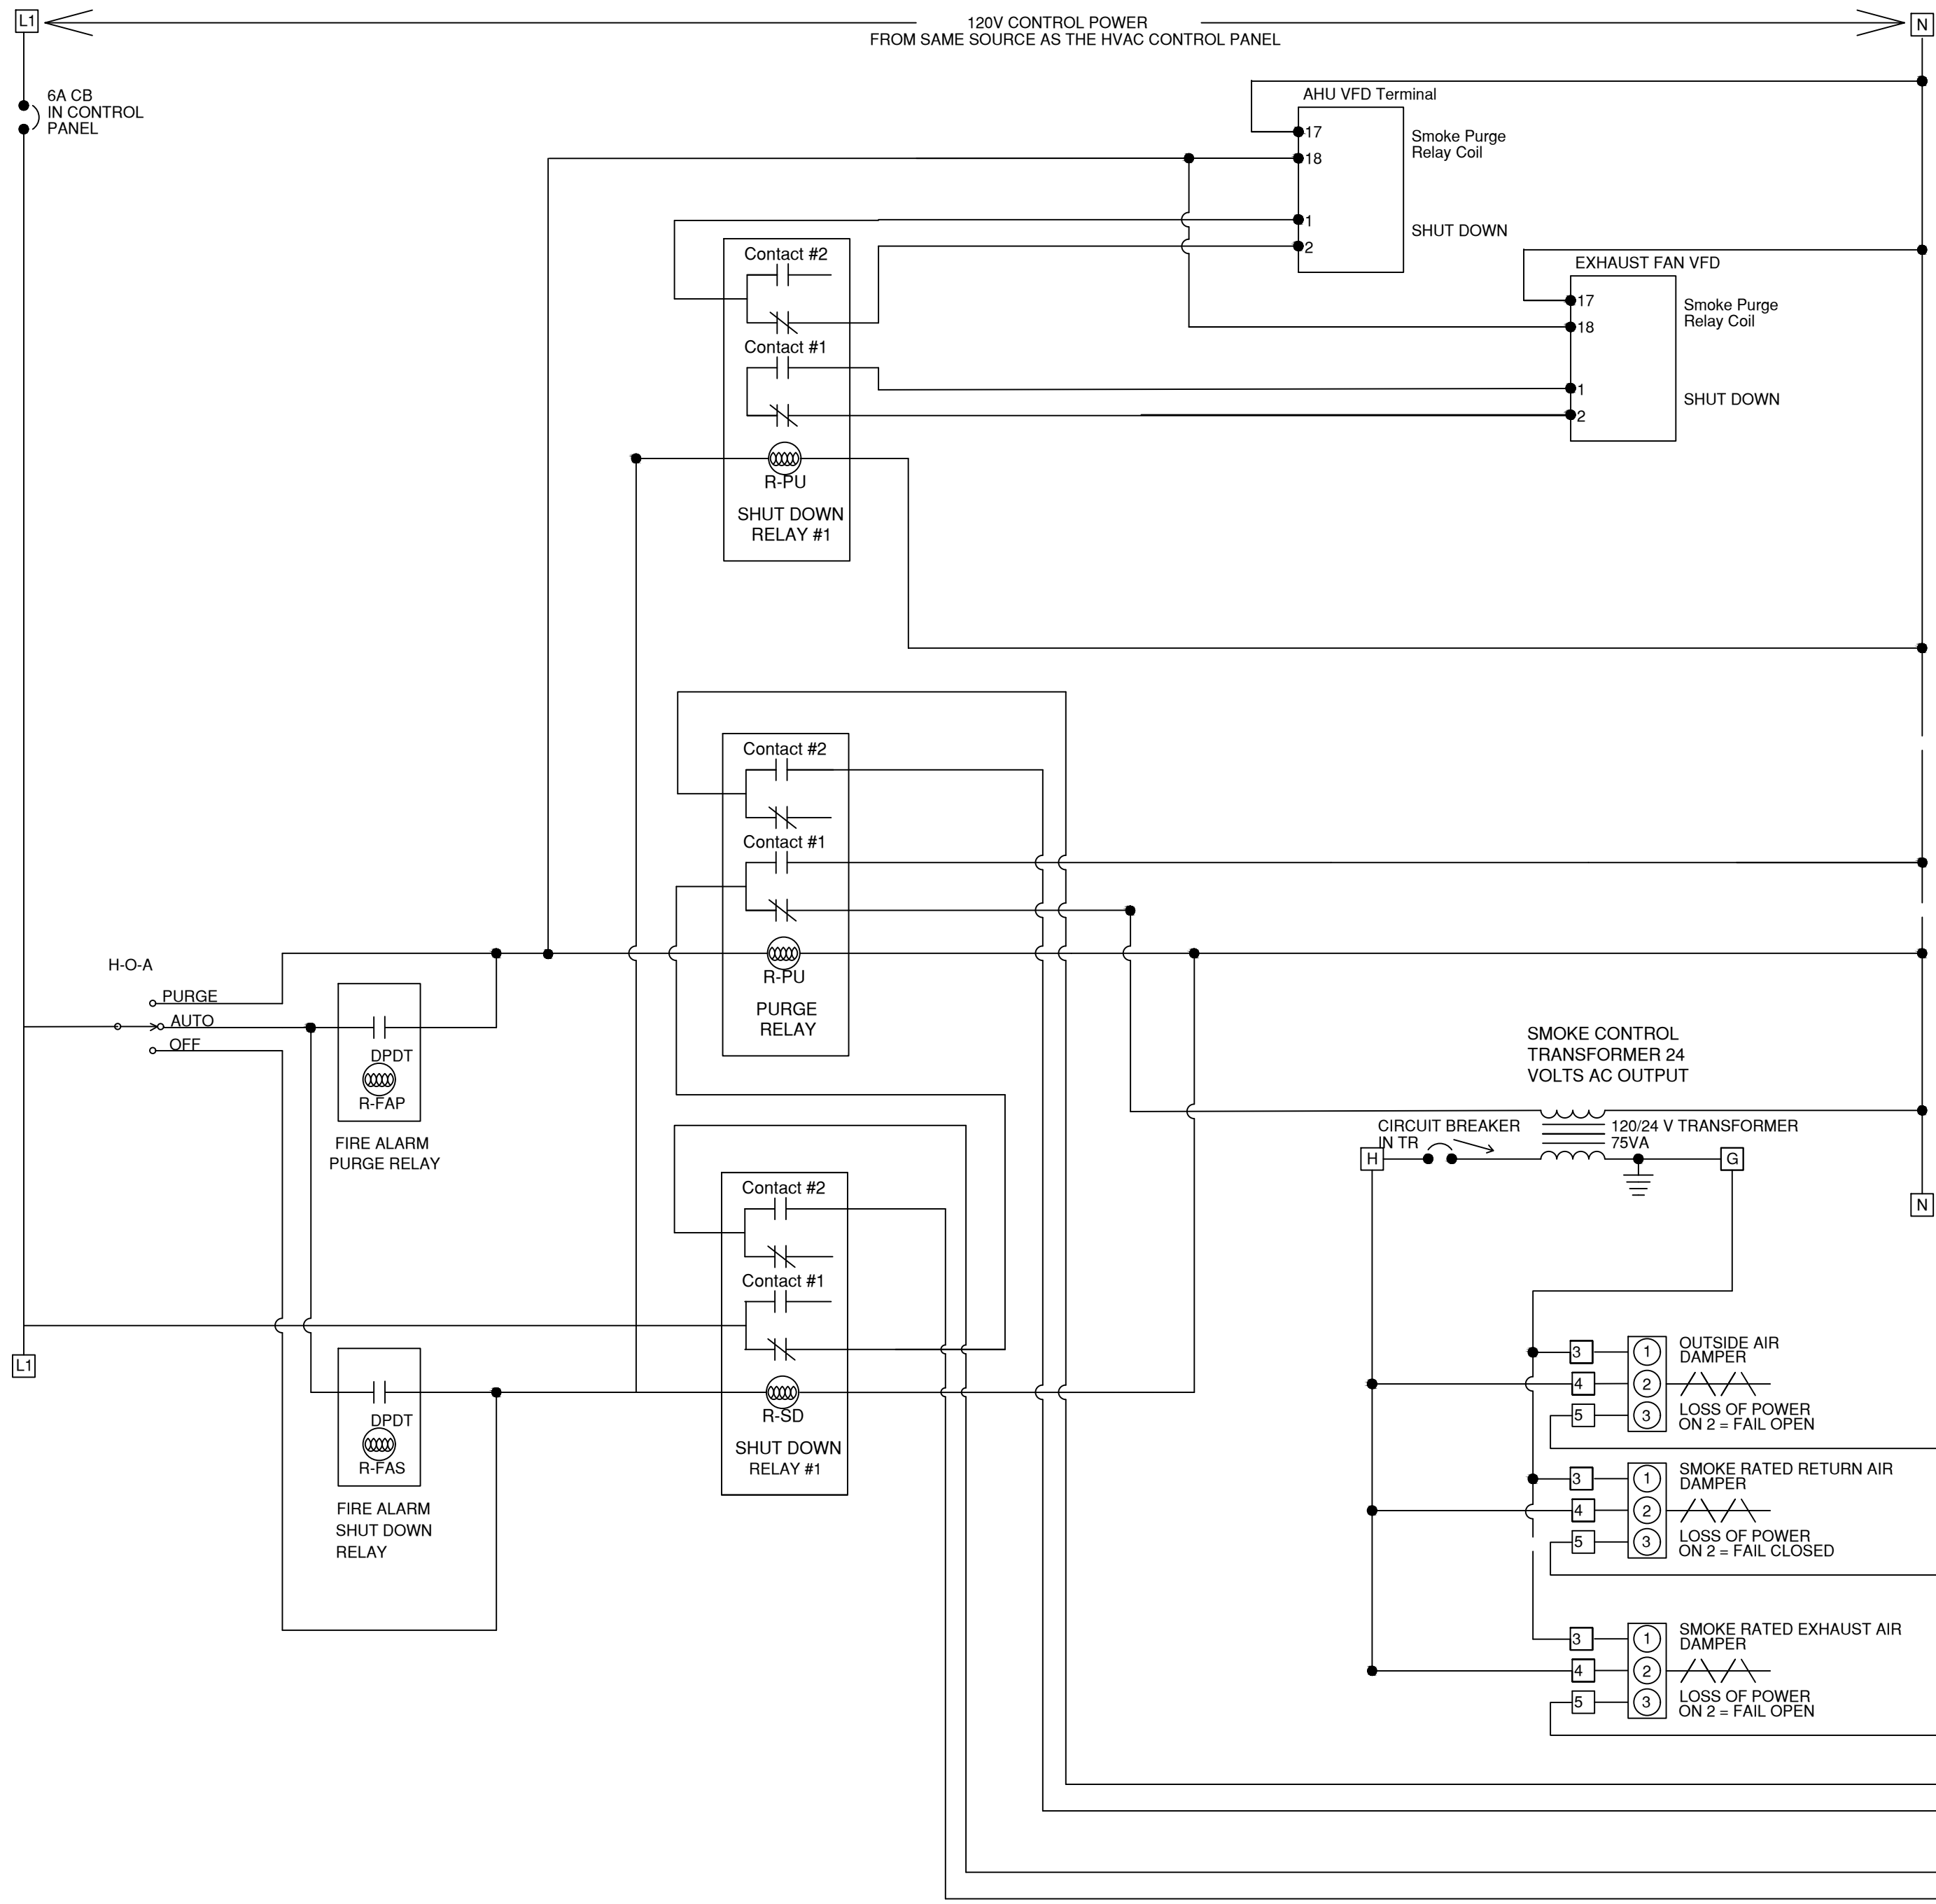 L1
120V CONTROL POWER
FROM SAME SOURCE AS THE HVAC CONTROL PANEL
N
6A CB
IN CONTROL
PANEL
AHU VFD Terminal
17
18
Smoke Purge
Relay Coil
1
2
SHUT DOWN
EXHAUST FAN VFD
17
18
Smoke Purge
Relay Coil
1
2
SHUT DOWN
Contact #2
Contact #1
R-PU
SHUT DOWN
RELAY #1
Contact #2
Contact #1
R-PU
PURGE
RELAY
H-O-A
PURGE
AUTO
OFF
DPDT
R-FAP
FIRE ALARM
PURGE RELAY
SMOKE CONTROL
TRANSFORMER 24
VOLTS AC OUTPUT
CIRCUIT BREAKER
IN TR
120/24 V TRANSFORMER
75VA
H
G
N
Contact #2
Contact #1
R-SD
SHUT DOWN
RELAY #1
L1
DPDT
R-FAS
FIRE ALARM
SHUT DOWN
RELAY
3 1
4 2
5 3
OUTSIDE AIR
DAMPER
LOSS OF POWER
ON 2 = FAIL OPEN
3 1
4 2
5 3
SMOKE RATED RETURN AIR
DAMPER
LOSS OF POWER
ON 2 = FAIL CLOSED
3 1
4 2
5 3
SMOKE RATED EXHAUST AIR
DAMPER
LOSS OF POWER
ON 2 = FAIL OPEN